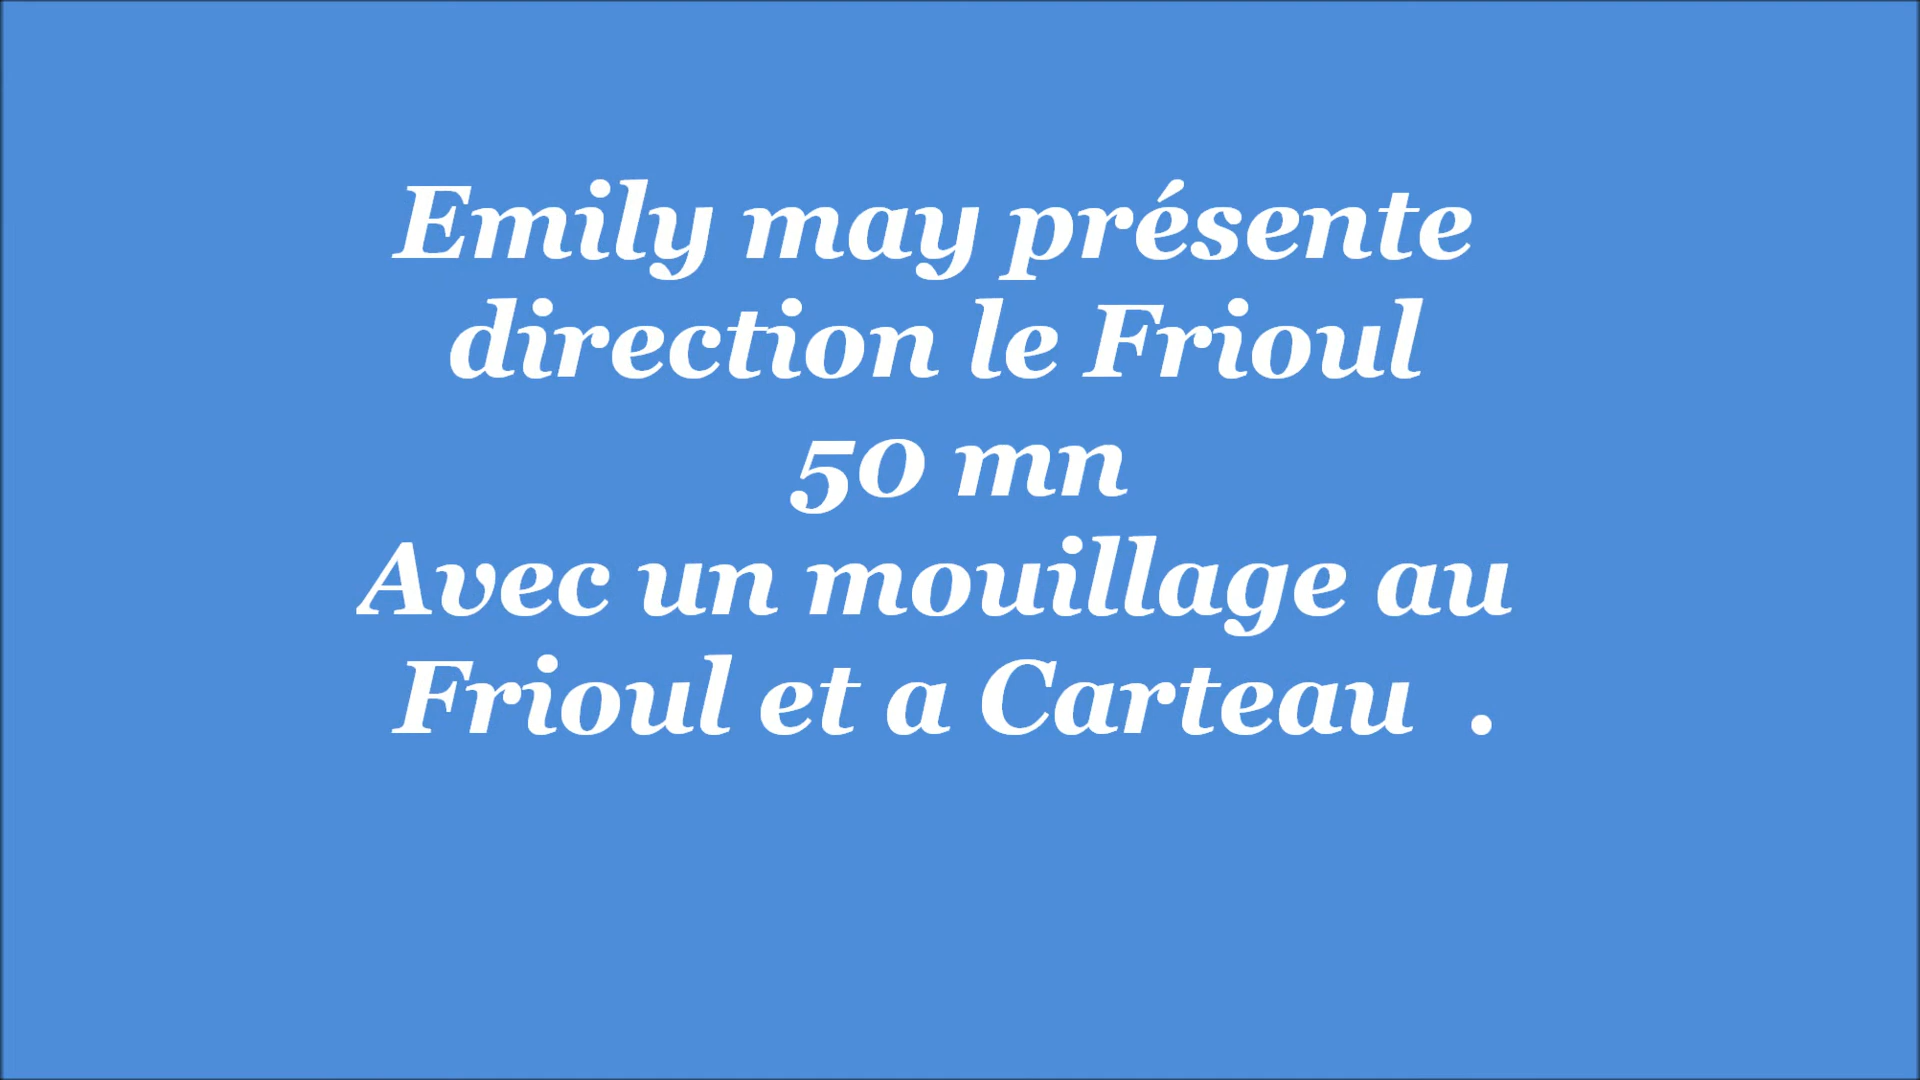 Emily may présente
direction le Frioul
50 mn
Avec un mouillage au
Frioul et a Carteau  .